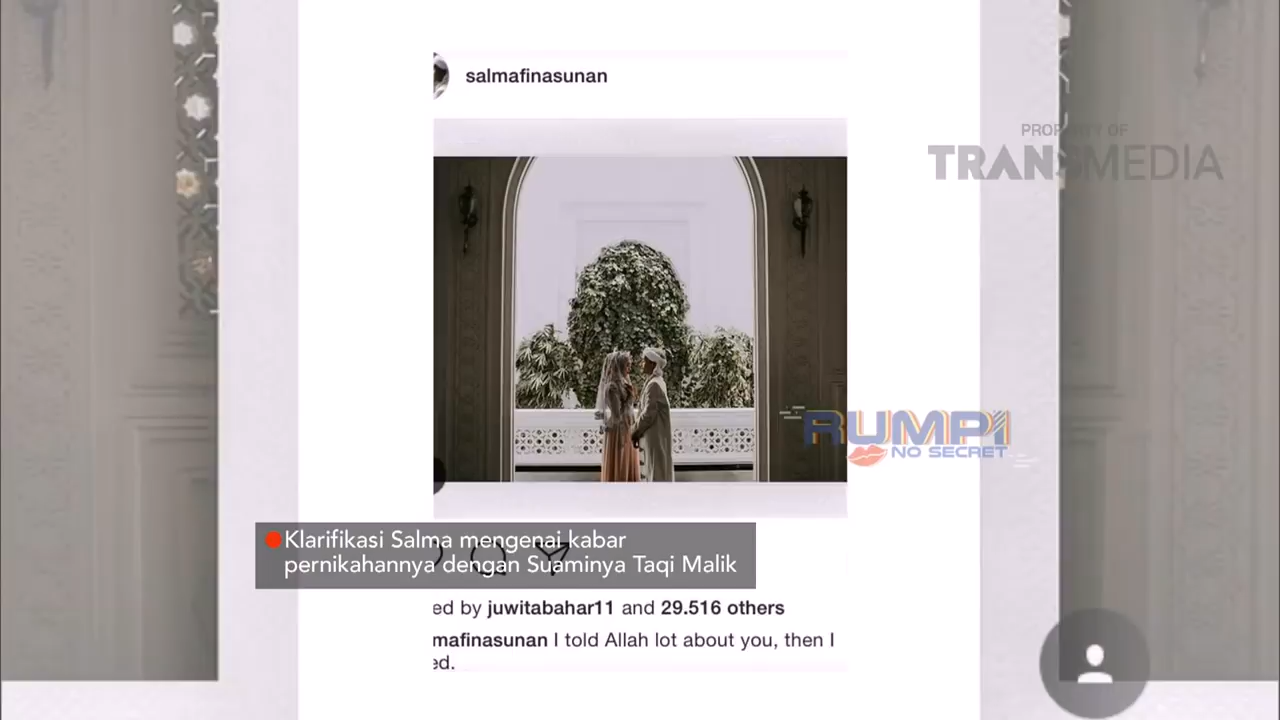 salmafinasunan
PROPERTY OF
TRANSMEDIA
RUMPI
NO SECRET
Klarifikasi Salma mengenai kabar
pernikahannya dengan Suaminya Taqi Malik
ed by juwitabahar11 and 29.516 others
mafinasunan I told Allah lot about you, then I
ed.